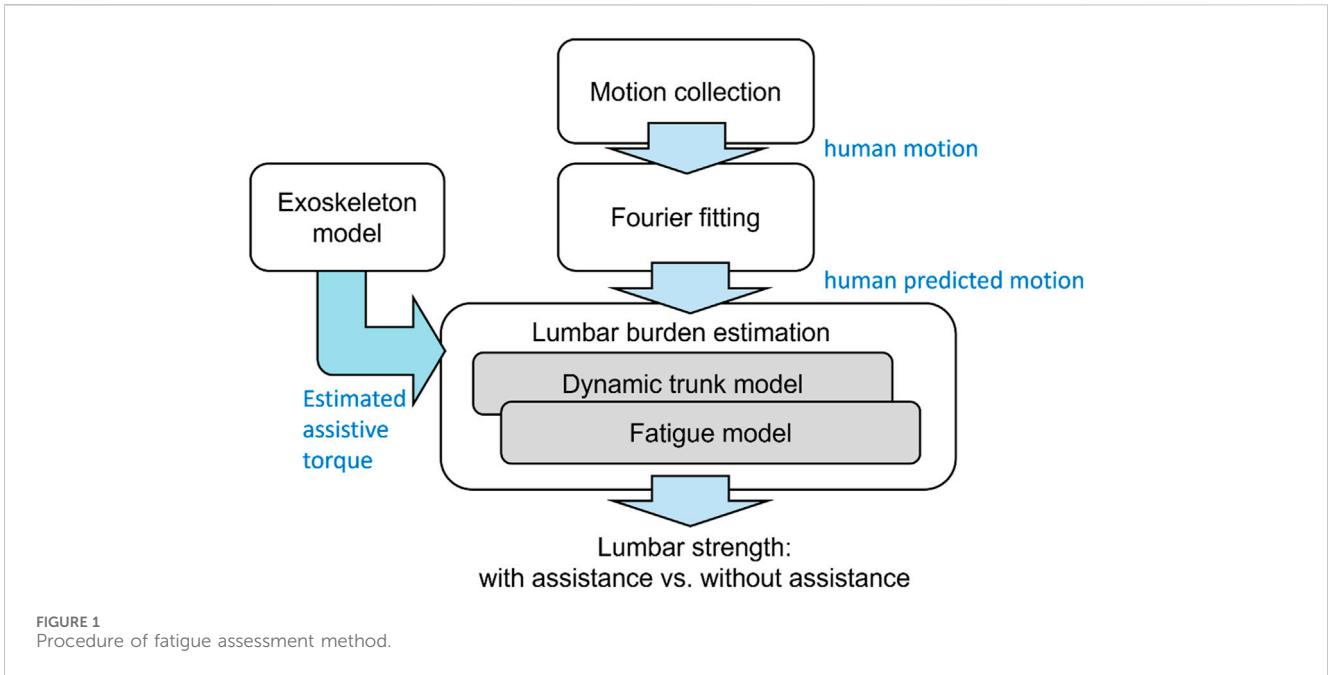 Motion collection
human motion
Exoskeleton
model
Fourier fitting
human predicted motion
Lumbar burden estimation
Dynamic trunk model
Fatigue model
Estimated
assistive
torque
Lumbar strength:
with assistance vs. without assistance
FIGURE 1
Procedure of fatigue assessment method.